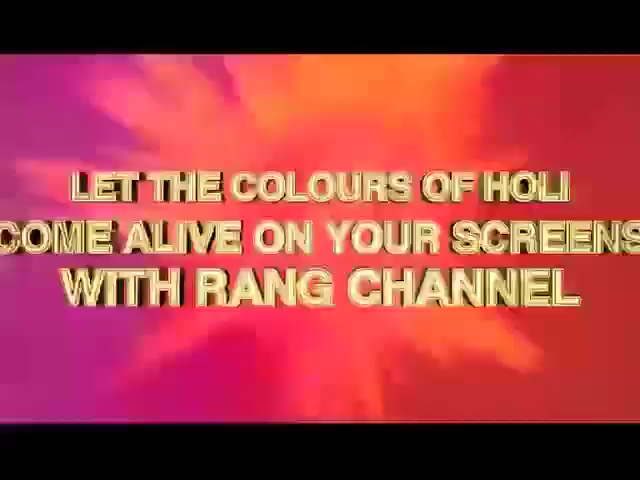 LET THE COLOURS OF HOLI
COME ALIVE ON YOUR SCREENS
WITH RANG CHANNEL